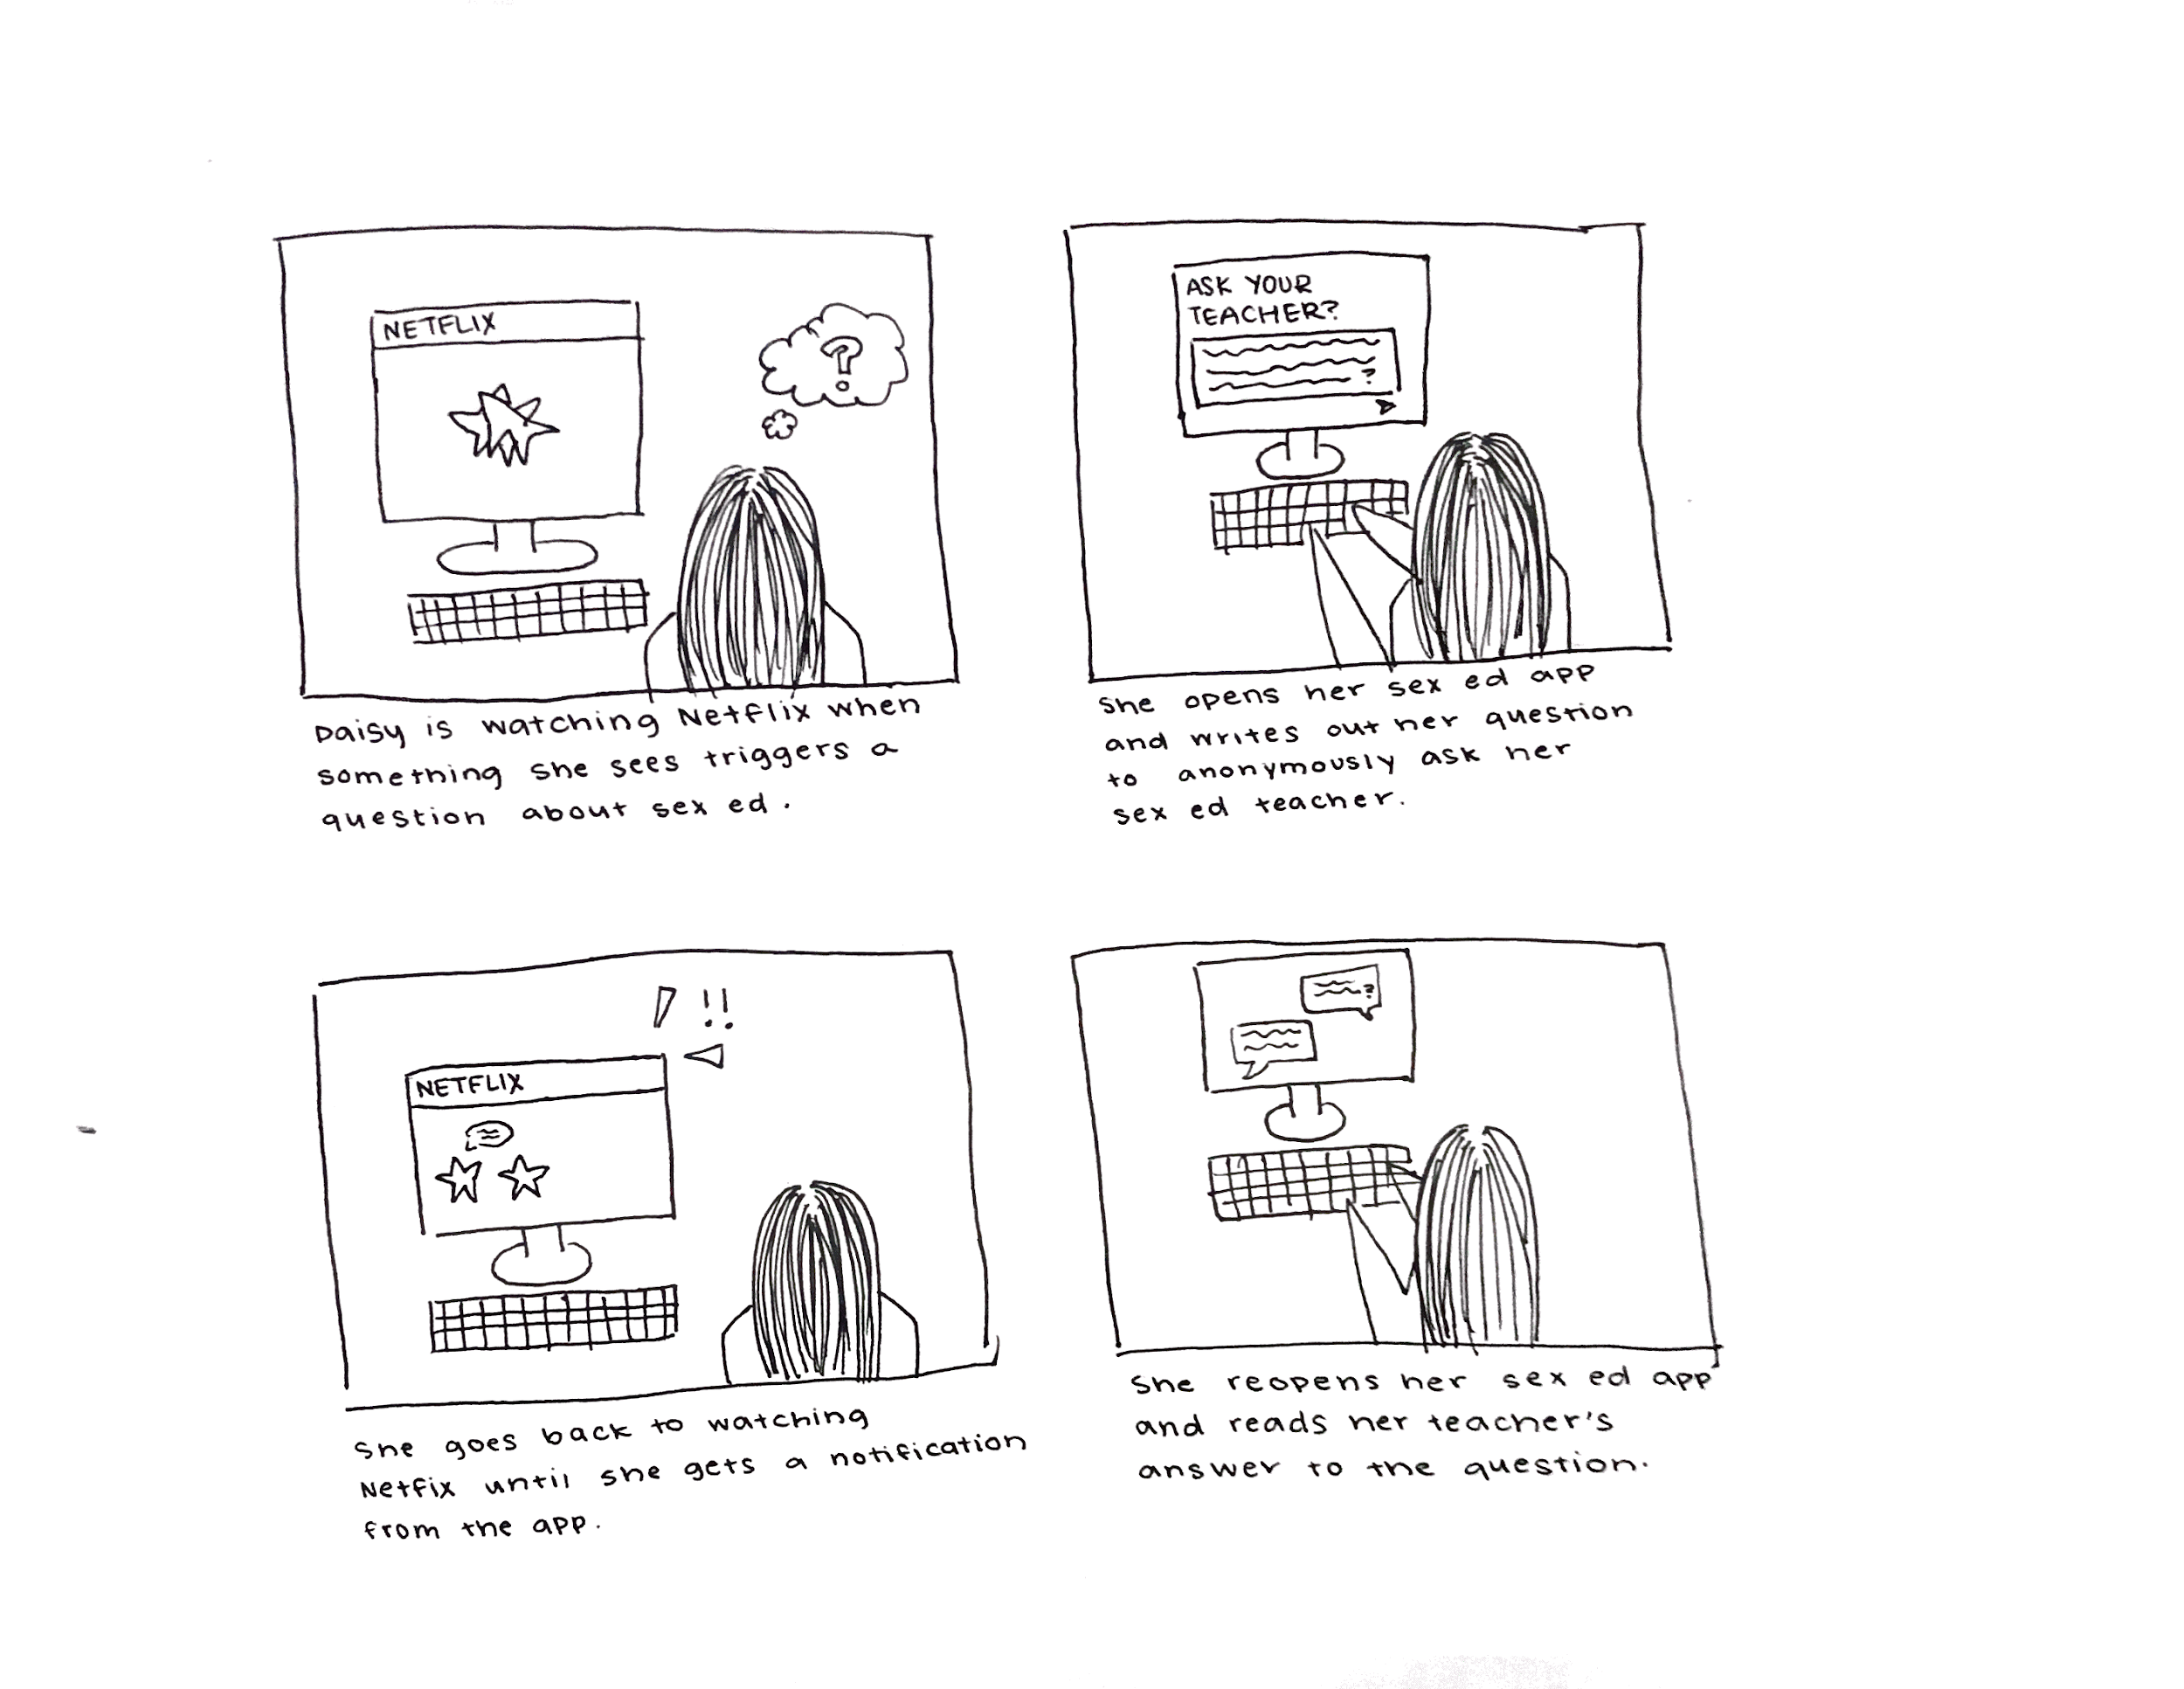 NETFLIX
?
Daisy is watching Netflix when
something she sees triggers a
question about sex ed.
ASK YOUR
TEACHER?
?
She opens her sex ed app
and writes out her question
to anonymously ask her
sex ed teacher.
!!
NETFLIX
She goes back to watching
Netfix until she gets a notification
from the app.
?
She reopens her sex ed app
and reads her teacher's
answer to the question.